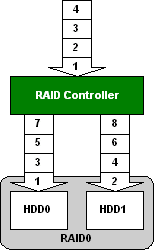 4
3
2
1
RAID Controller
7 8
5 6
3 4
1 2
HDD0 HDD1
RAID0